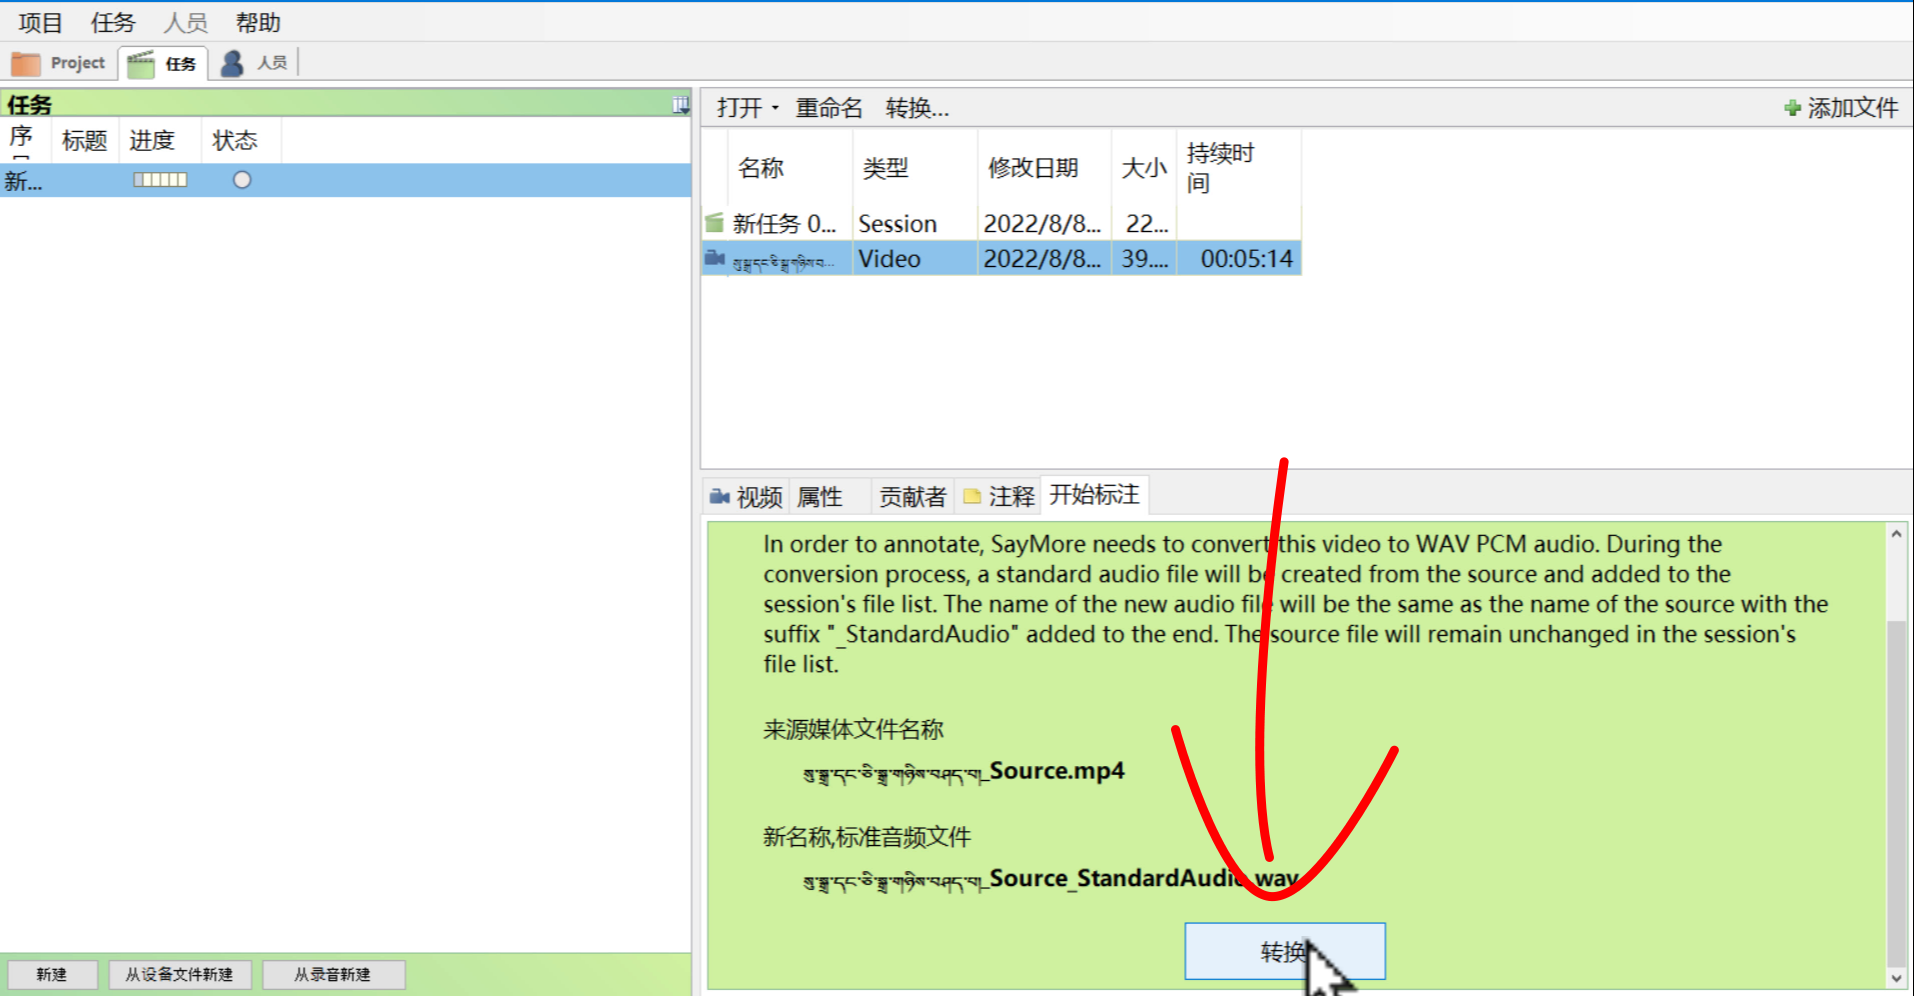 项目 任务 人员 帮助
Project 任务 人员
任务
序 标题 进度 状态
新...
打开 重命名 转换... 添加文件
名称 类型 修改日期 大小 持续时
间
新任务 0... Session 2022/8/8... 22...
Video 2022/8/8... 39.... 00:05:14
视频 属性 贡献者 注释 开始标注
In order to annotate, SayMore needs to convert this video to WAV PCM audio. During the
conversion process, a standard audio file will be created from the source and added to the
session's file list. The name of the new audio file will be the same as the name of the source with the
suffix "_StandardAudio" added to the end. The source file will remain unchanged in the session's
file list.
来源媒体文件名称
_Source.mp4
新名称,标准音频文件
_Source_StandardAudio.wav
转换
新建 从设备文件新建 从录音新建